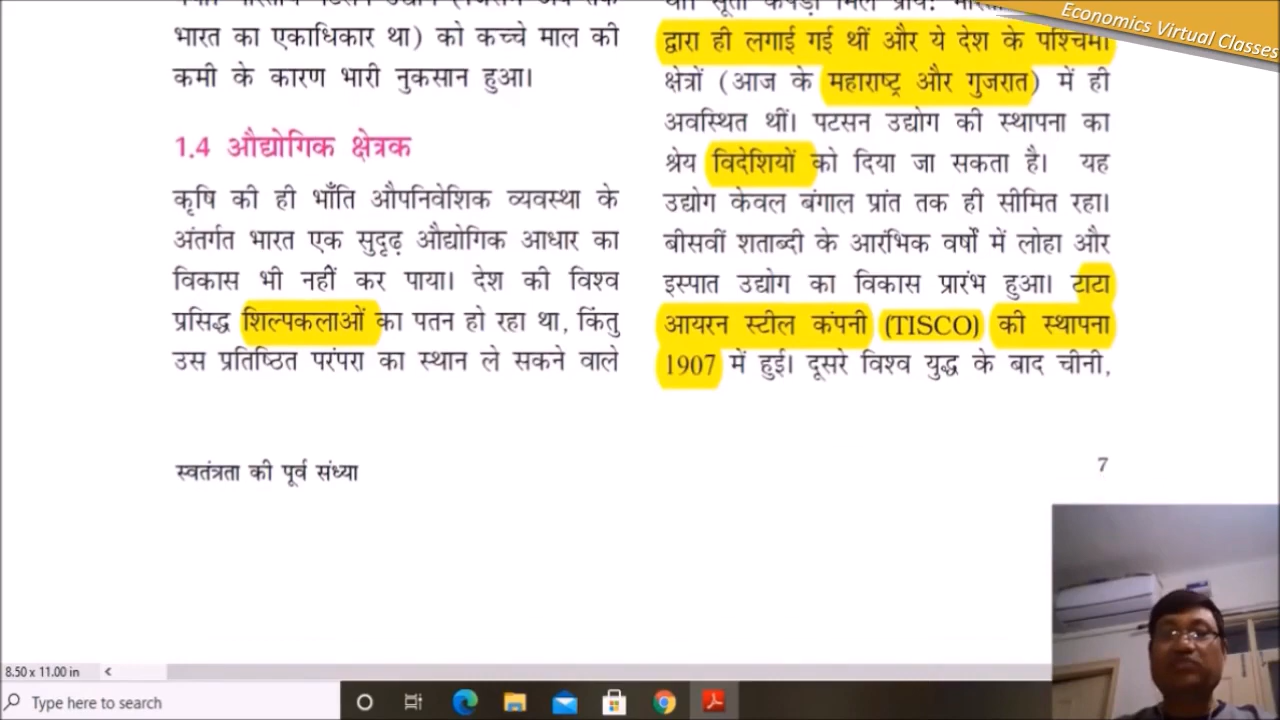 Economics Virtual Classes
भारत का एकाधिकार था) को कच्चे माल की
कमी के कारण भारी नुकसान हुआ।
1.4 औद्योगिक क्षेत्रक
कृषि की ही भाँति औपनिवेशिक व्यवस्था के
अंतर्गत भारत एक सुदृढ़ औद्योगिक आधार का
विकास भी नहीं कर पाया। देश की विश्व
प्रसिद्ध शिल्पकलाओं का पतन हो रहा था, किंतु
उस प्रतिष्ठित परंपरा का स्थान ले सकने वाले
द्वारा ही लगाई गई थीं और ये देश के पश्चिमी
क्षेत्रों (आज के महाराष्ट्र और गुजरात) में ही
अवस्थित थीं। पटसन उद्योग की स्थापना का
श्रेय विदेशियों को दिया जा सकता है। यह
उद्योग केवल बंगाल प्रांत तक ही सीमित रहा।
बीसवीं शताब्दी के आरंभिक वर्षों में लोहा और
इस्पात उद्योग का विकास प्रारंभ हुआ। टाटा
आयरन स्टील कंपनी (TISCO) की स्थापना
1907 में हुई। दूसरे विश्व युद्ध के बाद चीनी,
स्वतंत्रता की पूर्व संध्या
7
8.50 x 11.00 in
Type here to search